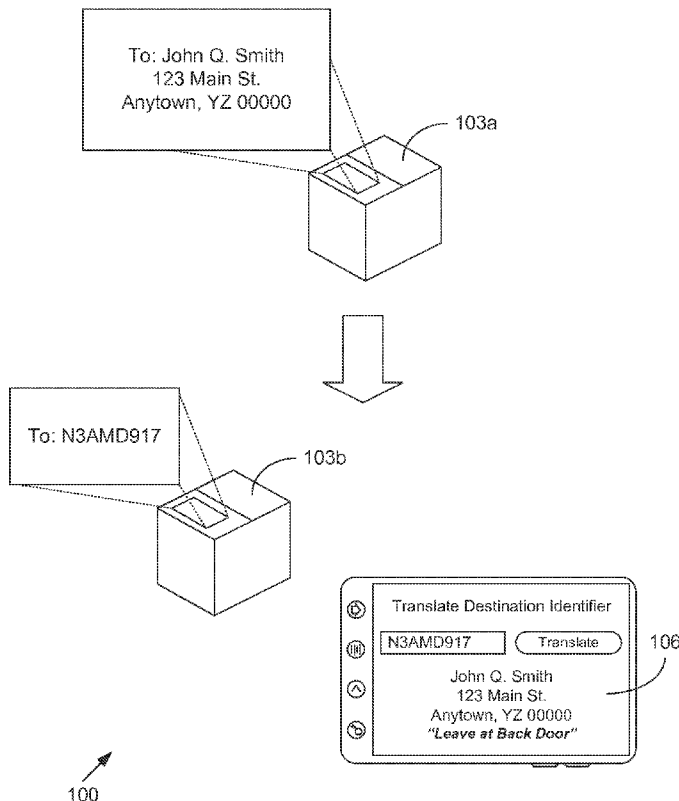 To: John Q. Smith
123 Main St.
Anytown, YZ 00000
103a
To: N3AMD917
103b
Translate Destination Identifier
N3AMD917 Translate
106
John Q. Smith
123 Main St.
Anytown, YZ 00000
"Leave at Back Door"
100